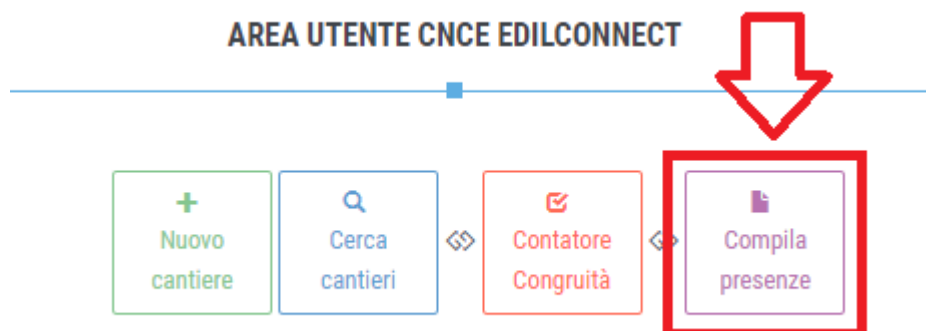 AREA UTENTE CNCE EDILCONNECT
Nuovo
cantiere
Cerca
cantieri
Contatore
Congruità
Compila
presenze